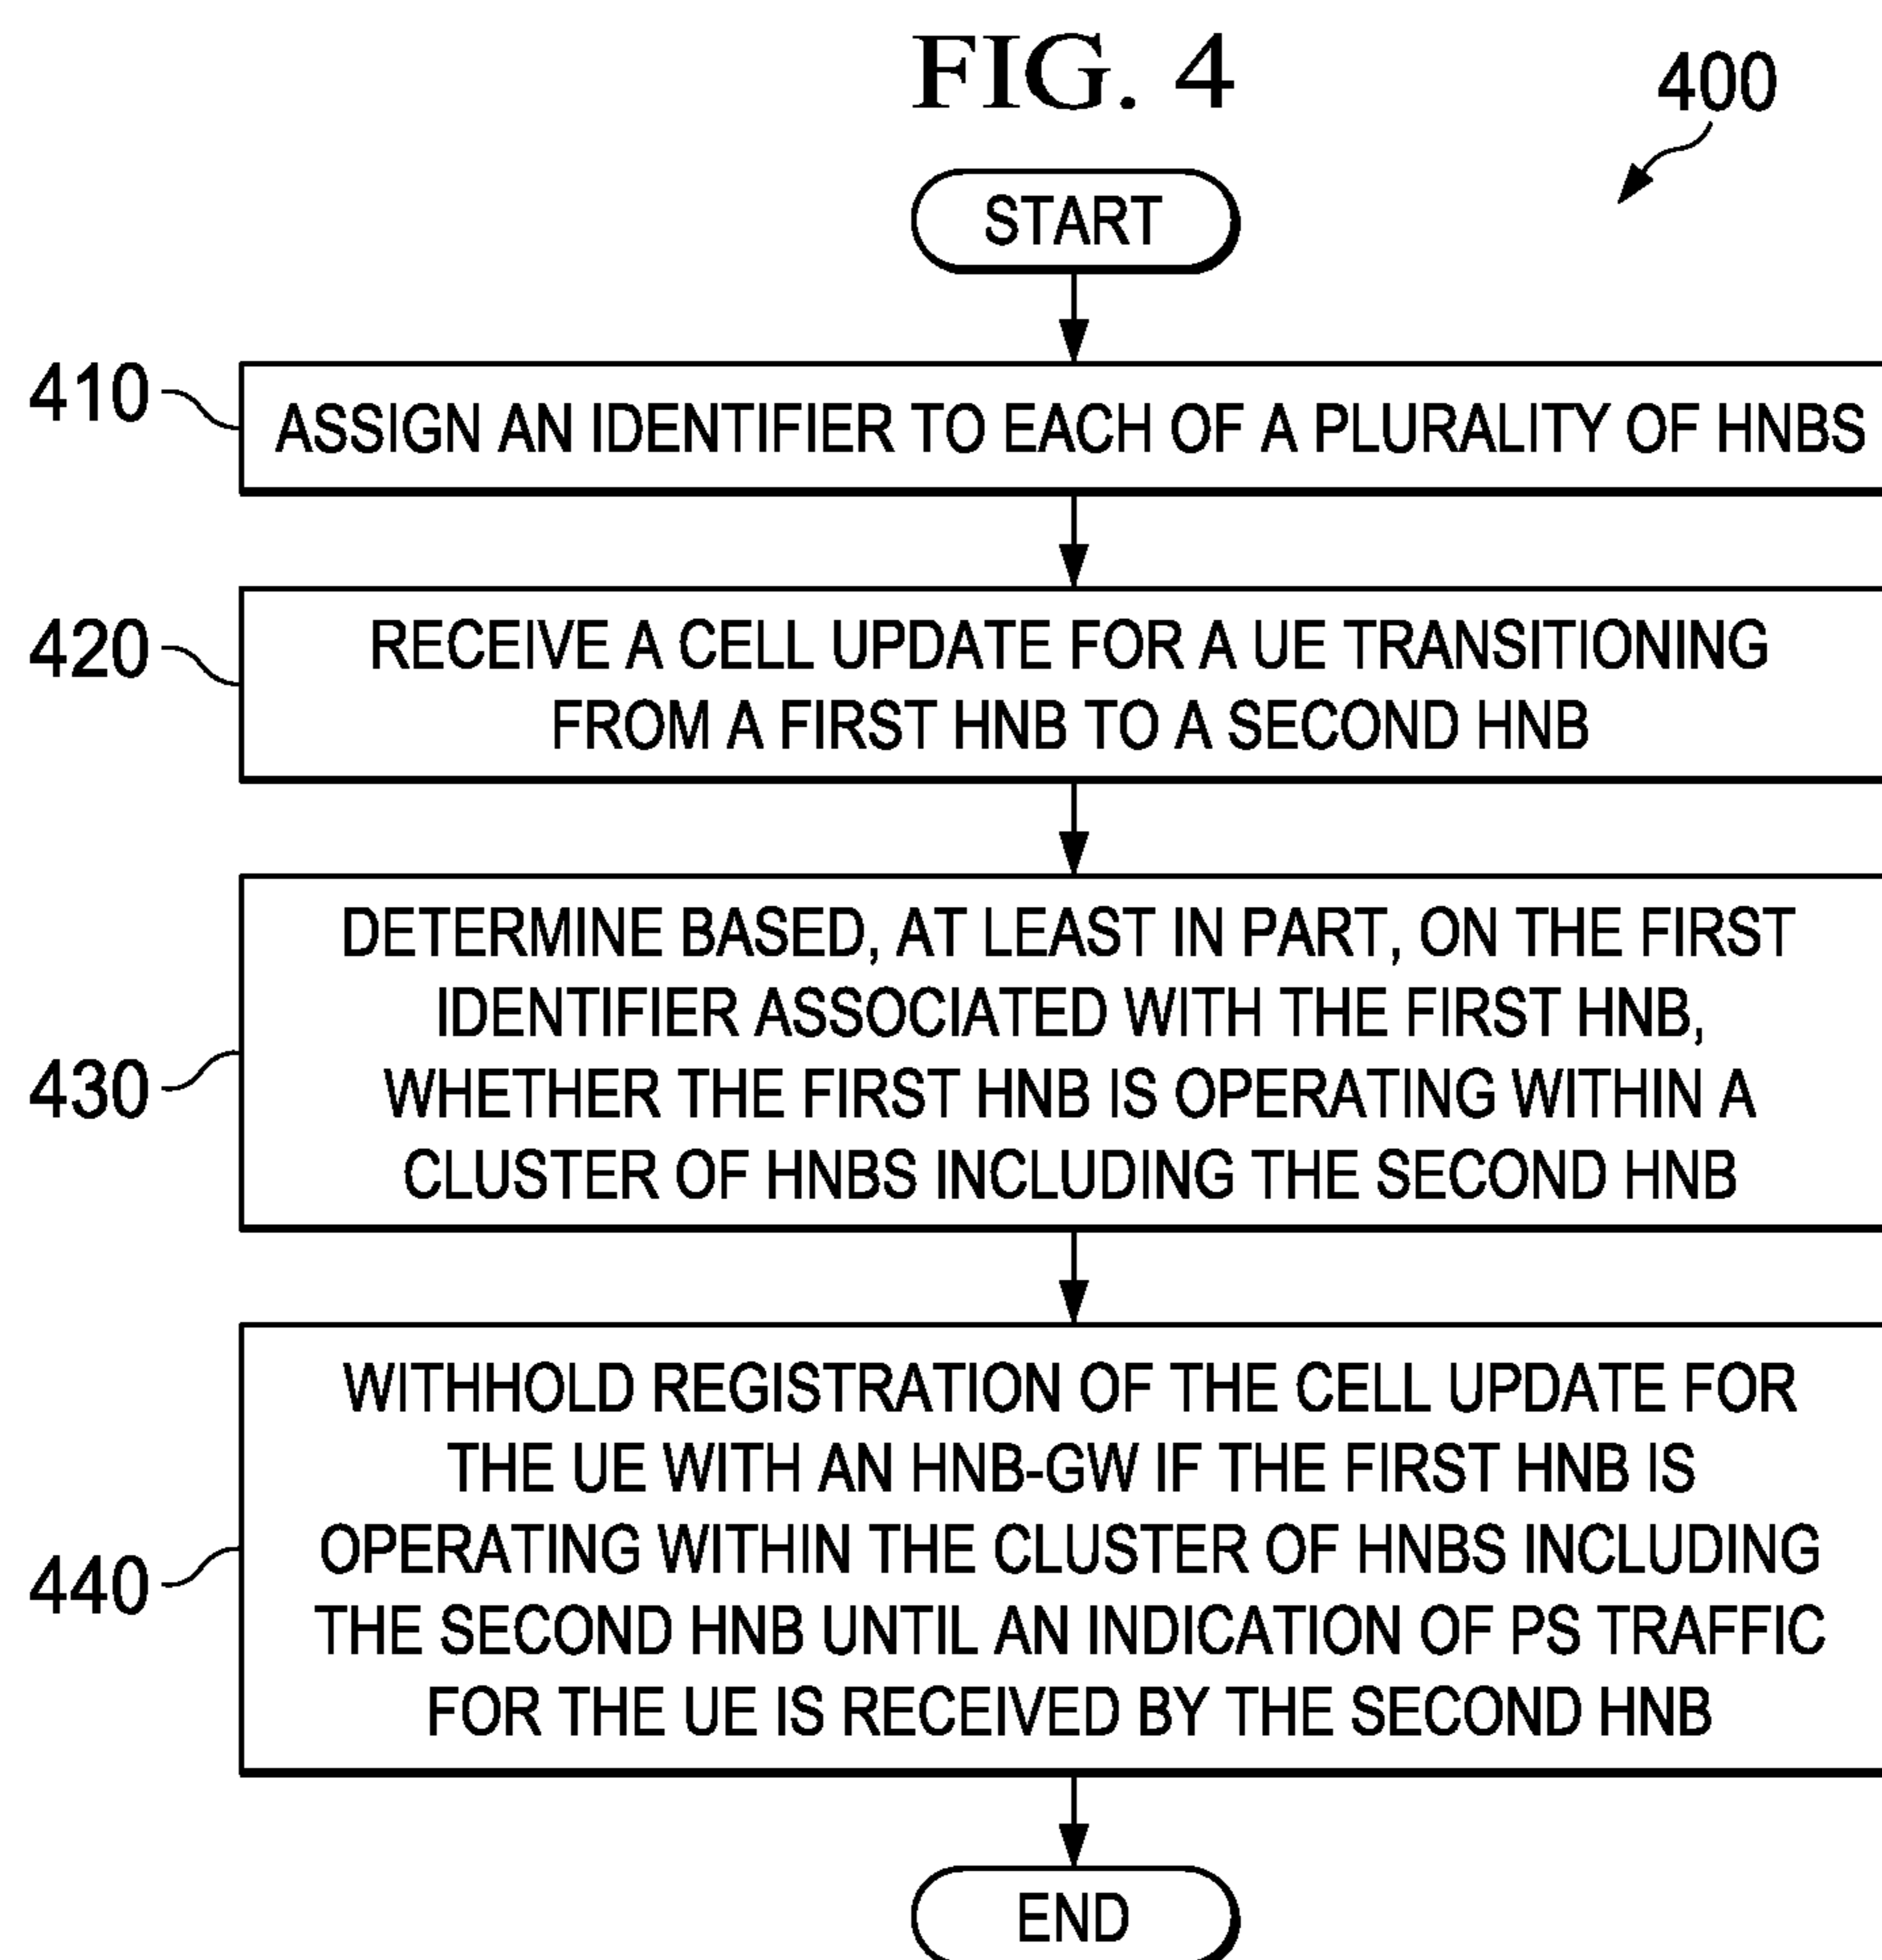 FIG. 4
400
START
410
ASSIGN AN IDENTIFIER TO EACH OF A PLURALITY OF HNBS
420
RECEIVE A CELL UPDATE FOR A UE TRANSITIONING
FROM A FIRST HNB TO A SECOND HNB
430
DETERMINE BASED, AT LEAST IN PART, ON THE FIRST
IDENTIFIER ASSOCIATED WITH THE FIRST HNB,
WHETHER THE FIRST HNB IS OPERATING WITHIN A
CLUSTER OF HNBS INCLUDING THE SECOND HNB
440
WITHHOLD REGISTRATION OF THE CELL UPDATE FOR
THE UE WITH AN HNB-GW IF THE FIRST HNB IS
OPERATING WITHIN THE CLUSTER OF HNBS INCLUDING
THE SECOND HNB UNTIL AN INDICATION OF PS TRAFFIC
FOR THE UE IS RECEIVED BY THE SECOND HNB
END